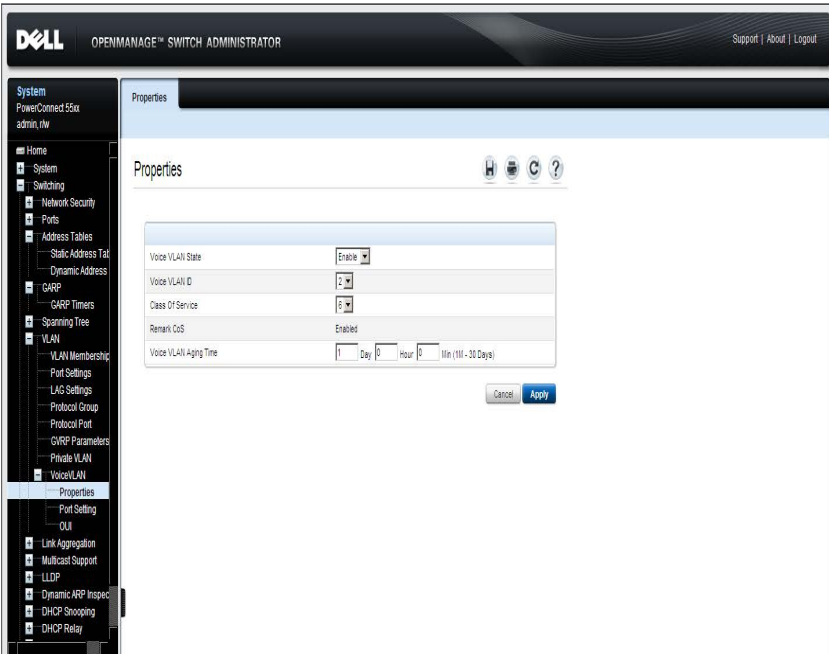 DELL OPENMANAGE™ SWITCH ADMINISTRATOR
Support | About | Logout
System
PowerConnect 55xx
admin, r/w
Home
System
Switching
Network Security
Ports
Address Tables
Static Address Tab
Dynamic Address
GARP
GARP Timers
Spanning Tree
VLAN
VLAN Membership
Port Settings
LAG Settings
Protocol Group
Protocol Port
GVRP Parameters
Private VLAN
VoiceVLAN
Properties
Port Setting
OUI
Link Aggregation
Multicast Support
LLDP
Dynamic ARP Inspec
DHCP Snooping
DHCP Relay
Properties
Properties
?
Voice VLAN State Enable
Voice VLAN ID 2
Class Of Service 6
Remark CoS Enabled
Voice VLAN Aging Time 1 Day 0 Hour 0 Min (1M - 30 Days)
Cancel Apply